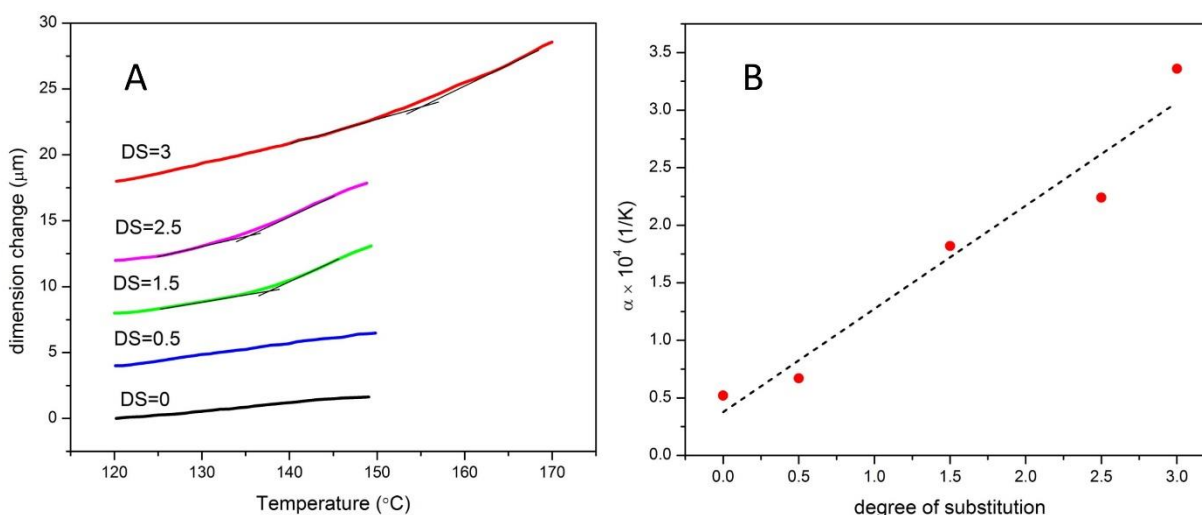 A
30
25
20
15
10
5
0
dimension change (μm)
DS=3
DS=2.5
DS=1.5
DS=0.5
DS=0
120 130 140 150 160 170
Temperature (°C)
B
3.5
3.0
2.5
2.0
1.5
1.0
0.5
0.0
α × 10⁴ (1/K)
0.0 0.5 1.0 1.5 2.0 2.5 3.0
degree of substitution